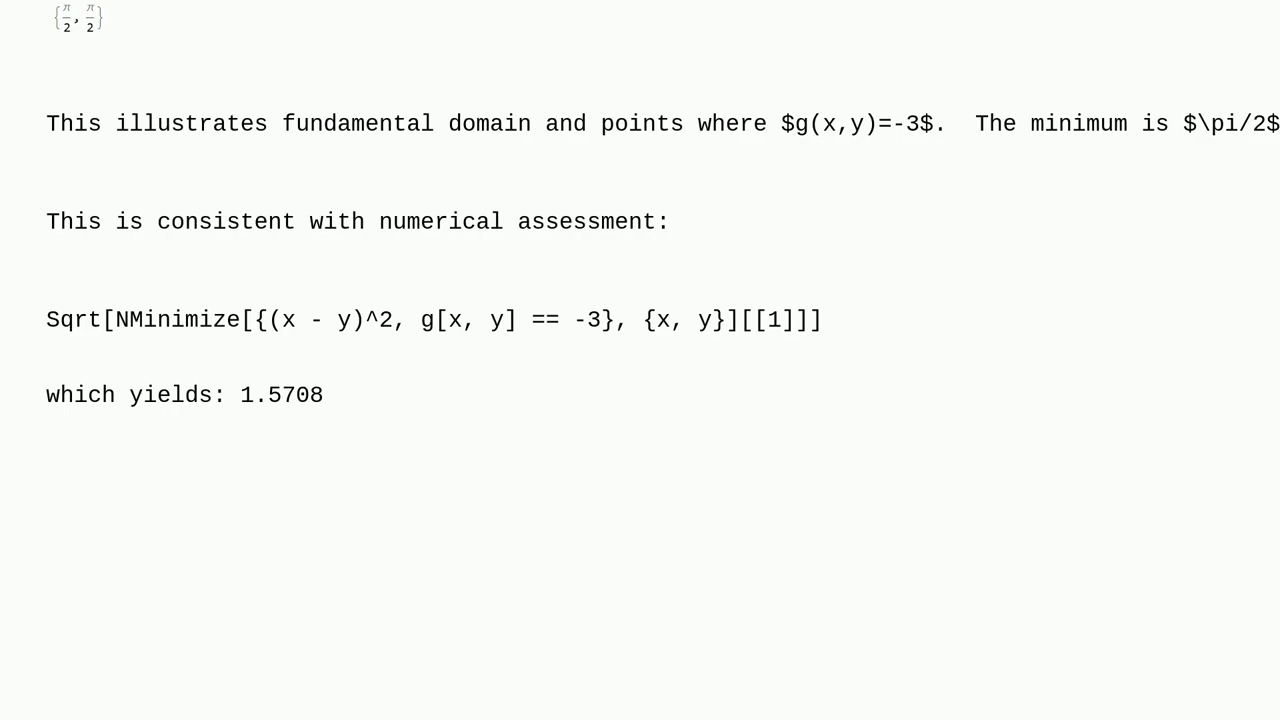 {π/2, π/2}
This illustrates fundamental domain and points where $g(x,y)=-3$.  The minimum is $\pi/2$
This is consistent with numerical assessment:
Sqrt[NMinimize[{(x - y)^2, g[x, y] == -3}, {x, y}][[1]]]
which yields: 1.5708